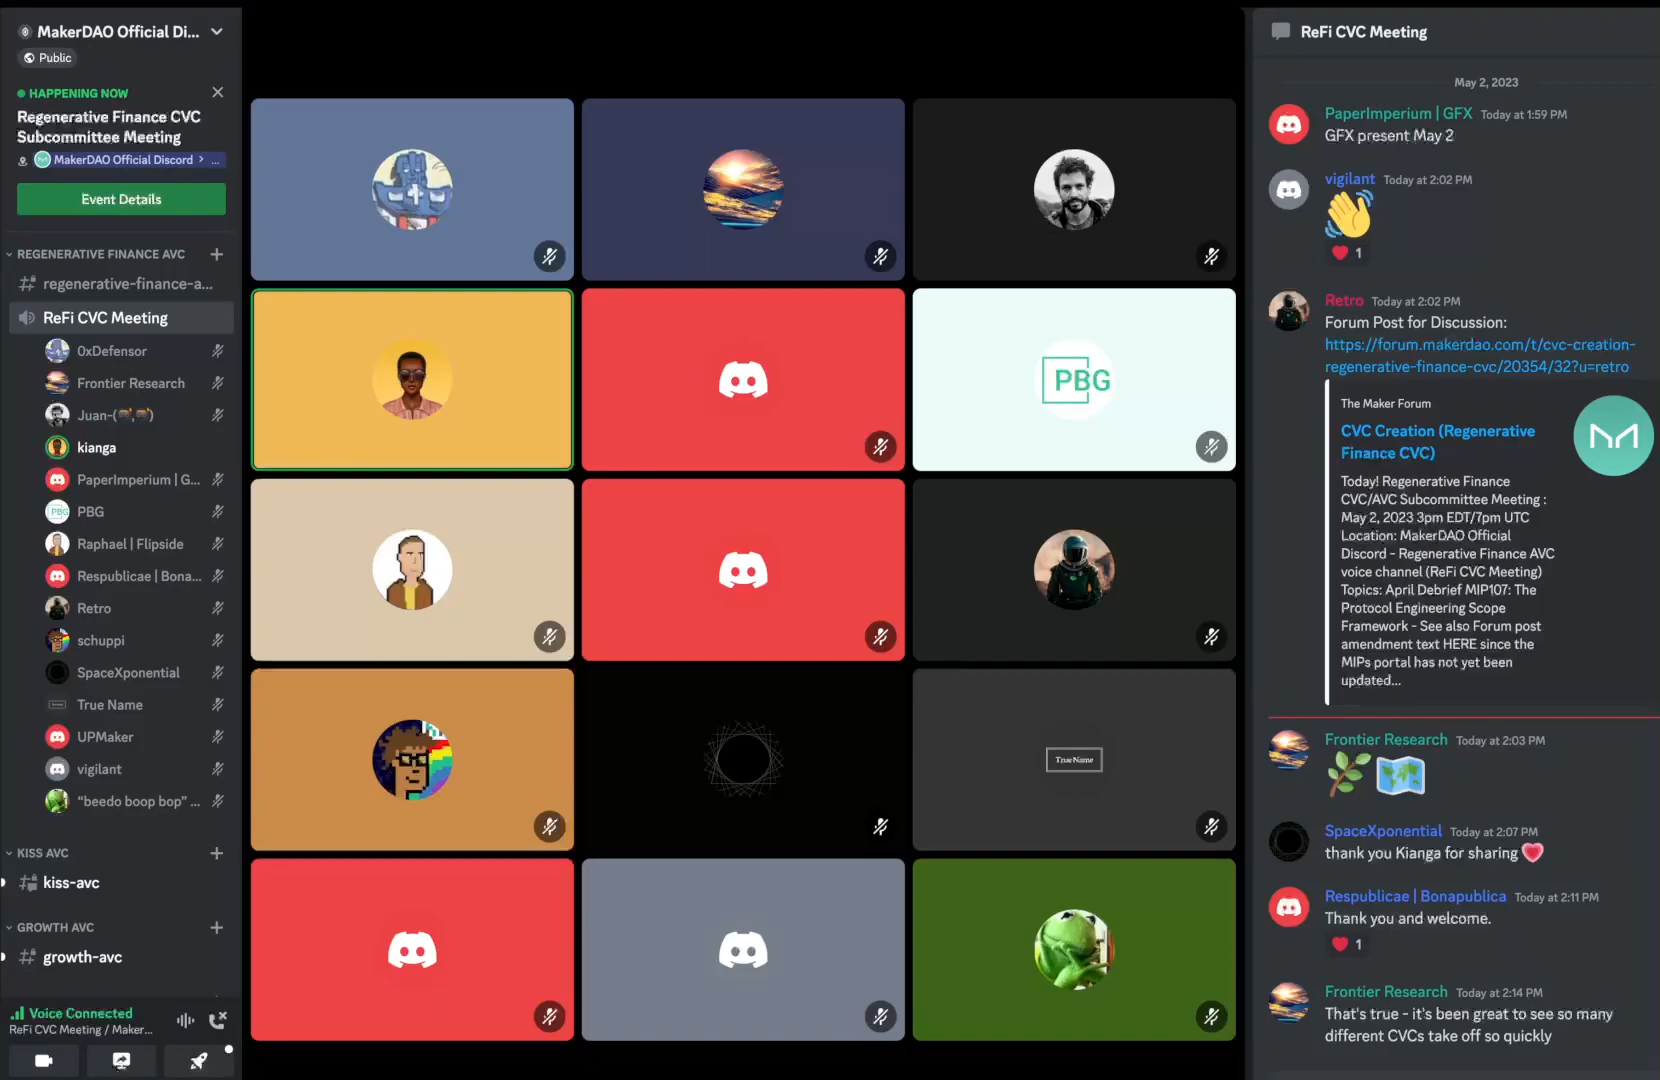 MakerDAO Official Di...
Public
HAPPENING NOW
Regenerative Finance CVC
Subcommittee Meeting
MakerDAO Official Discord > ...
Event Details
REGENERATIVE FINANCE AVC
regenerative-finance-a...
ReFi CVC Meeting
0xDefensor
Frontier Research
Juan-(
kianga
PaperImperium | G...
PBG
Raphael | Flipside
Respublicae | Bona...
Retro
schuppi
SpaceXponential
True Name
UPMaker
vigilant
"beedo boop bop" ...
KISS AVC
kiss-avc
GROWTH AVC
growth-avc
Voice Connected
ReFi CVC Meeting / Maker...
PBG
TrueName
ReFi CVC Meeting
May 2, 2023
PaperImperium | GFX Today at 1:59 PM
GFX present May 2
vigilant Today at 2:02 PM
1
Retro Today at 2:02 PM
Forum Post for Discussion:
https://forum.makerdao.com/t/cvc-creation-
regenerative-finance-cvc/20354/32?u=retro
The Maker Forum
CVC Creation (Regenerative
Finance CVC)
Today! Regenerative Finance
CVC/AVC Subcommittee Meeting :
May 2, 2023 3pm EDT/7pm UTC
Location: MakerDAO Official
Discord - Regenerative Finance AVC
voice channel (ReFi CVC Meeting)
Topics: April Debrief MIP107: The
Protocol Engineering Scope
Framework - See also Forum post
amendment text HERE since the
MIPs portal has not yet been
updated...
Frontier Research Today at 2:03 PM
SpaceXponential Today at 2:07 PM
thank you Kianga for sharing
Respublicae | Bonapublica Today at 2:11 PM
Thank you and welcome.
1
Frontier Research Today at 2:14 PM
That's true - it's been great to see so many
different CVCs take off so quickly